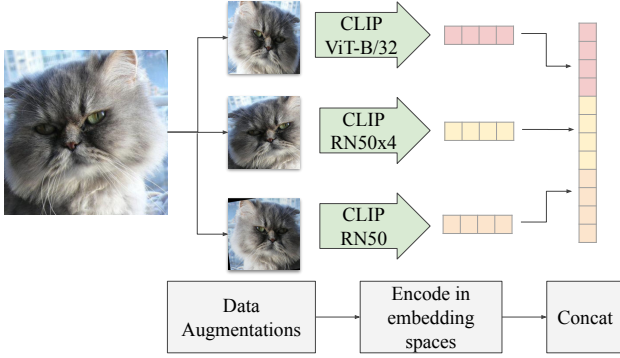 CLIP
ViT-B/32
CLIP
RN50x4
CLIP
RN50
Data
Augmentations
Encode in
embedding
spaces
Concat